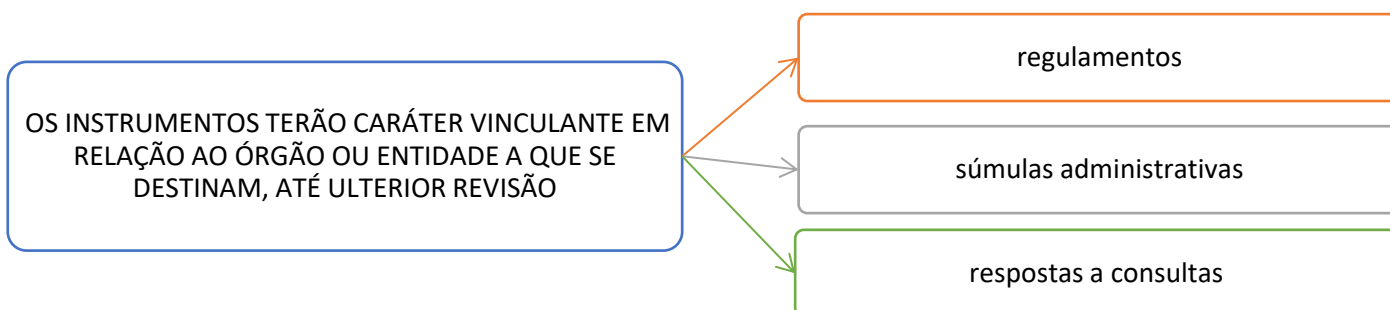 OS INSTRUMENTOS TERÃO CARÁTER VINCULANTE EM
RELAÇÃO AO ÓRGÃO OU ENTIDADE A QUE SE
DESTINAM, ATÉ ULTERIOR REVISÃO
regulamentos
súmulas administrativas
respostas a consultas